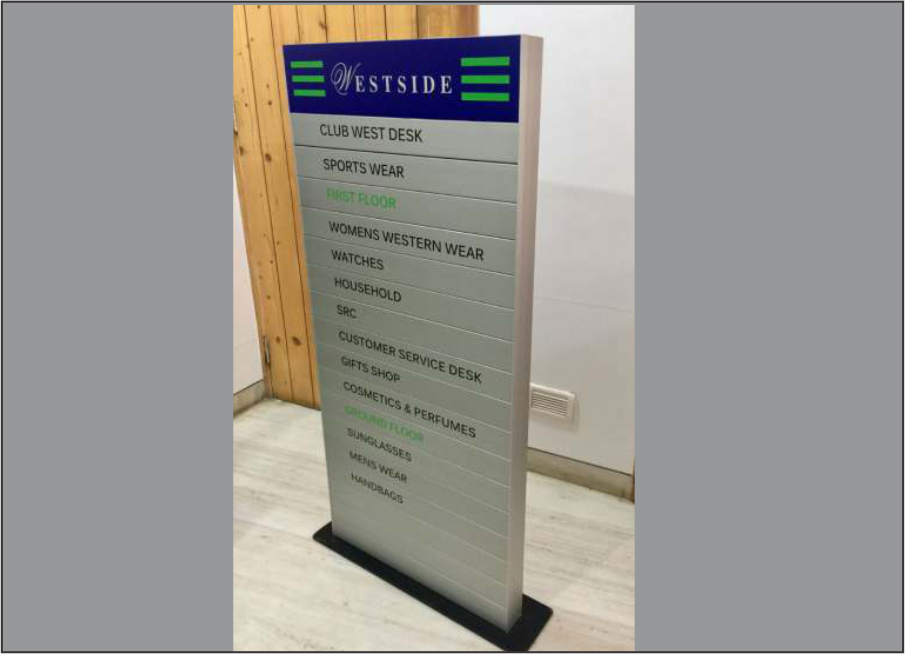 WESTSIDE
CLUB WEST DESK
SPORTS WEAR
FIRST FLOOR
WOMENS WESTERN WEAR
WATCHES
HOUSEHOLD
SRC
CUSTOMER SERVICE DESK
GIFTS SHOP
COSMETICS & PERFUMES
GROUND FLOOR
SUNGLASSES
MENS WEAR
HANDBAGS